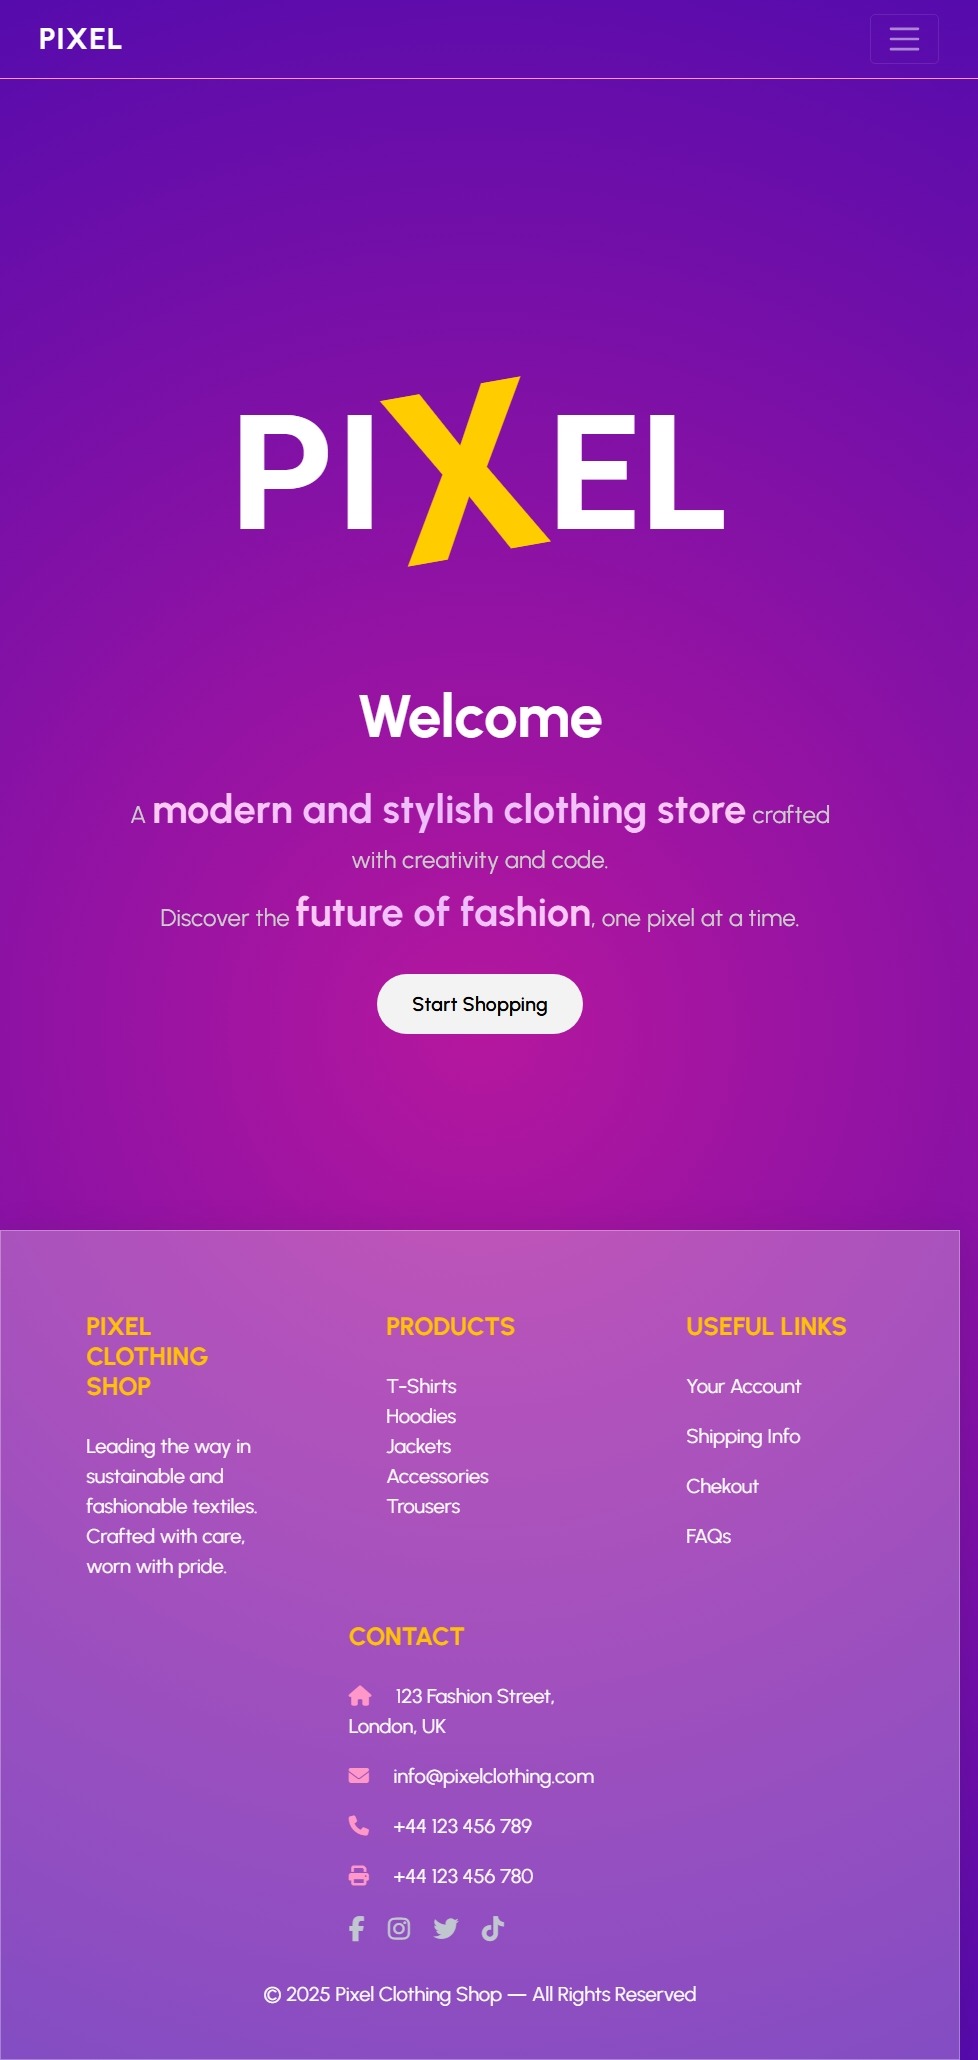 PIXEL
PIXEL
Welcome
A modern and stylish clothing store crafted
with creativity and code.
Discover the future of fashion, one pixel at a time.
Start Shopping
PIXEL
CLOTHING
SHOP
Leading the way in
sustainable and
fashionable textiles.
Crafted with care,
worn with pride.
PRODUCTS
T-Shirts
Hoodies
Jackets
Accessories
Trousers
USEFUL LINKS
Your Account
Shipping Info
Chekout
FAQs
CONTACT
123 Fashion Street,
London, UK
info@pixelclothing.com
+44 123 456 789
+44 123 456 780
© 2025 Pixel Clothing Shop — All Rights Reserved